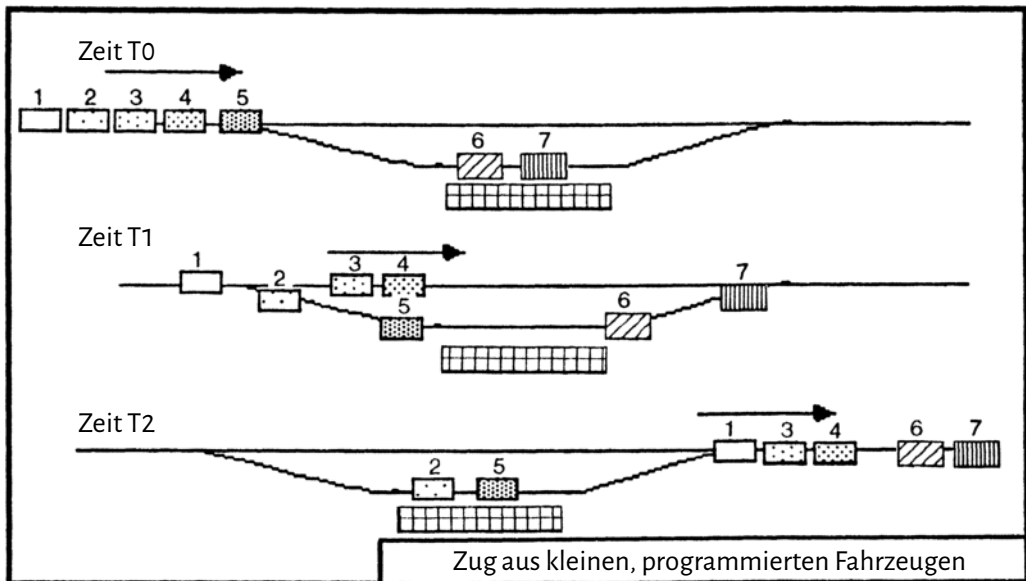 Zeit T0
1 2 3 4 5
6 7
Zeit T1
1 2 3 4 7
5 6
Zeit T2
1 3 4 6 7
2 5
Zug aus kleinen, programmierten Fahrzeugen